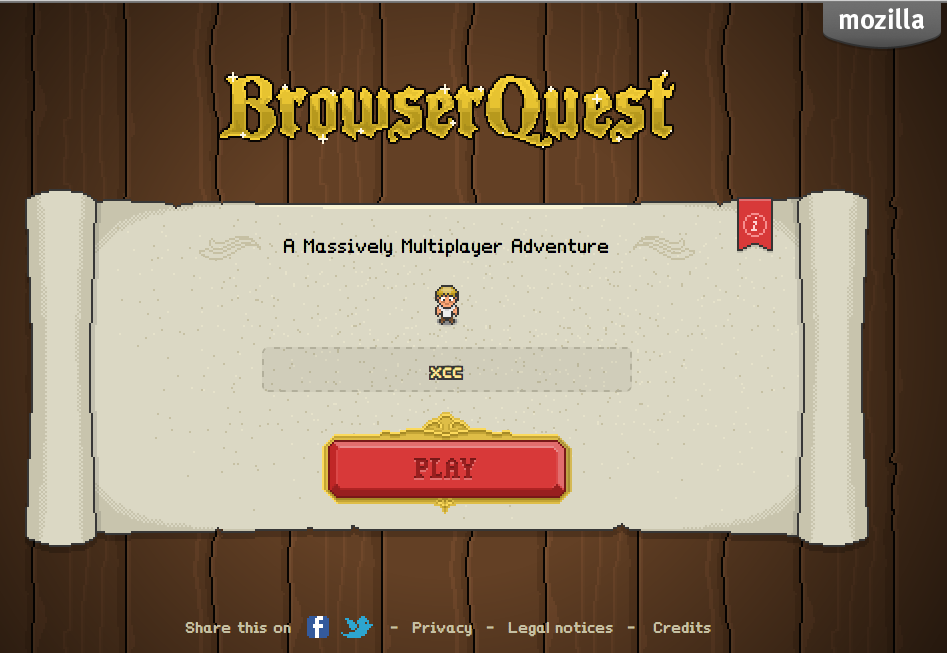 mozilla
BrowserQuest
A Massively Multiplayer Adventure
i
xcc
PLAY
Share this on f - Privacy - Legal notices - Credits